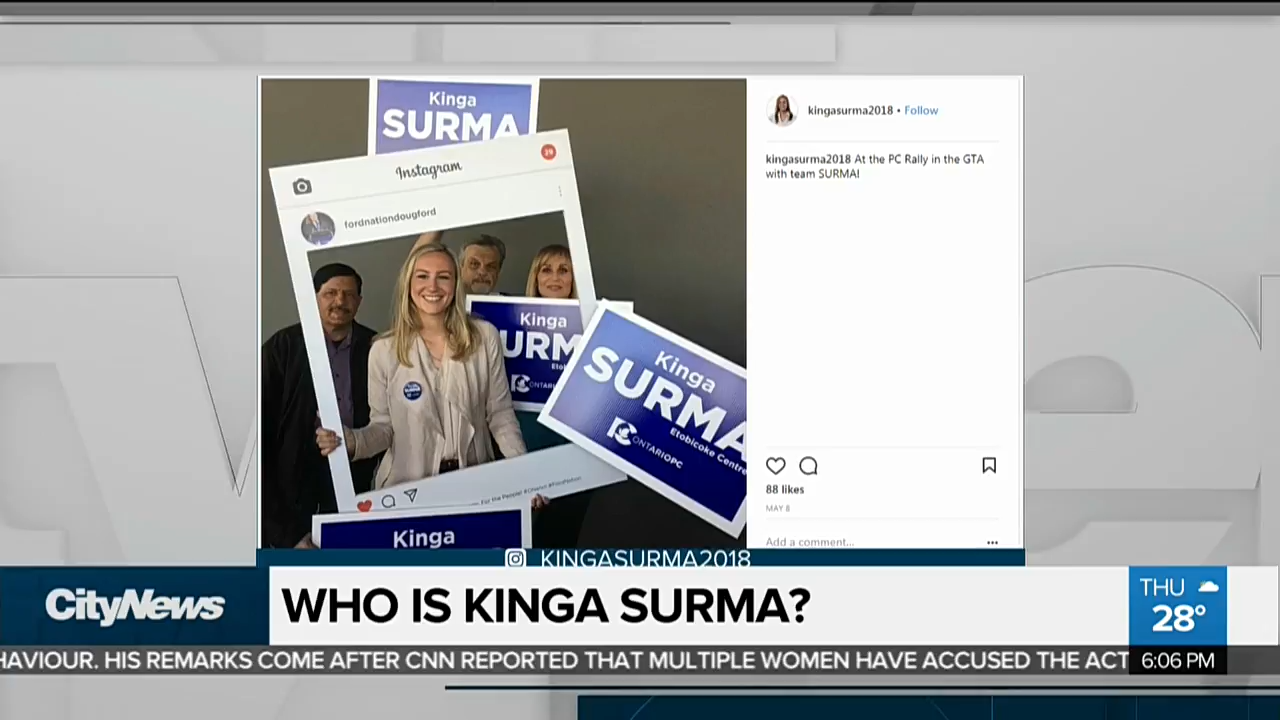 Kinga
SURMA
Instagram
39
fordnationdougford
Kinga
URM
Kinga
SURMA
Etobicoke Centre
ONTARIOPC
Kinga
kingasurma2018 • Follow
kingasurma2018 At the PC Rally in the GTA
with team SURMA!
88 likes
MAY 8
Add a comment...
KINGASURMA2018
CityNews
WHO IS KINGA SURMA?
THU
28°
HAVIOUR. HIS REMARKS COME AFTER CNN REPORTED THAT MULTIPLE WOMEN HAVE ACCUSED THE ACT
6:06 PM